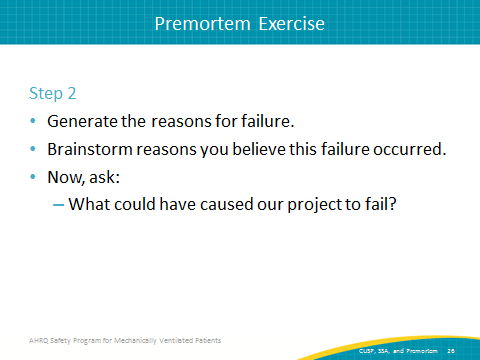 Premortem Exercise
Step 2
• Generate the reasons for failure.
• Brainstorm reasons you believe this failure occurred.
• Now, ask:
– What could have caused our project to fail?
AHRQ Safety Program for Mechanically Ventilated Patients
CUSP, SSA, and Premortem 26